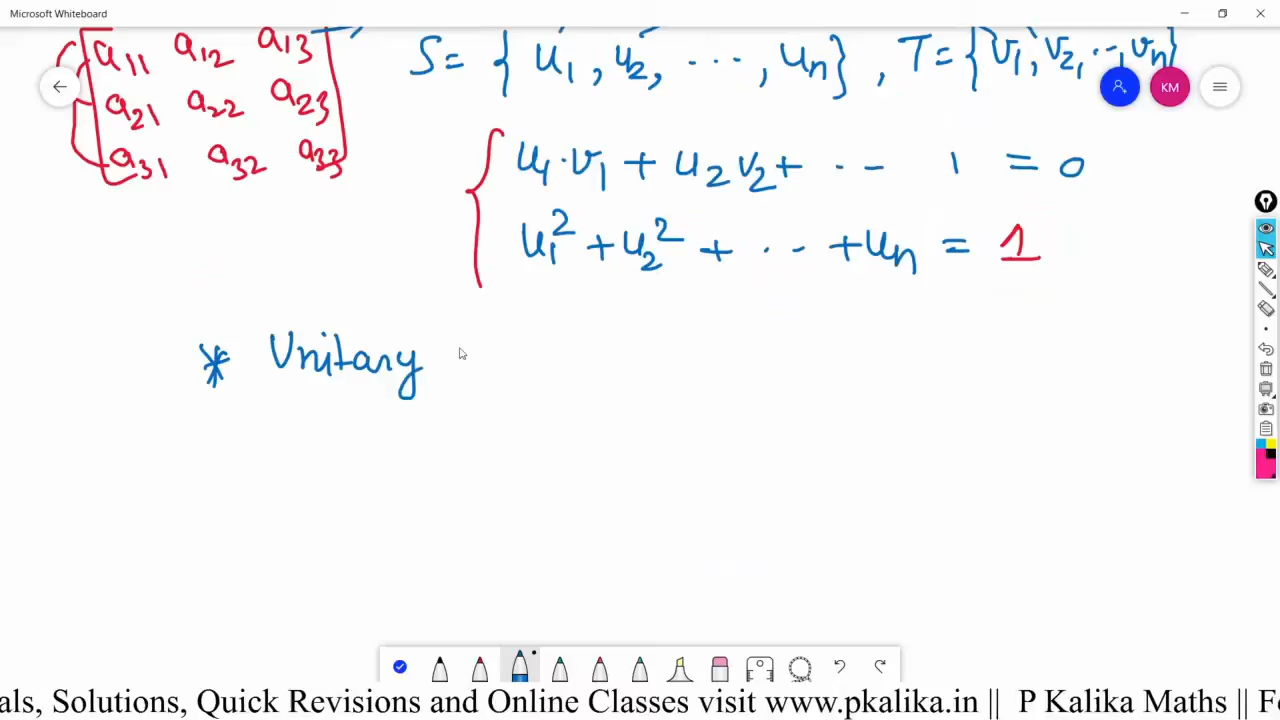 Microsoft Whiteboard
a11 a12 a13
a21 a22 a23
a31 a32 a33
S = { u1, u2, ..., un }, T = { v1, v2, .., vn }
KM
u1·v1 + u2 v2 + .. -- 1 = 0
u1² + u2² + .. -- + un = 1
* Unitary
als, Solutions, Quick Revisions and Online Classes visit www.pkalika.in || P Kalika Maths || Fo